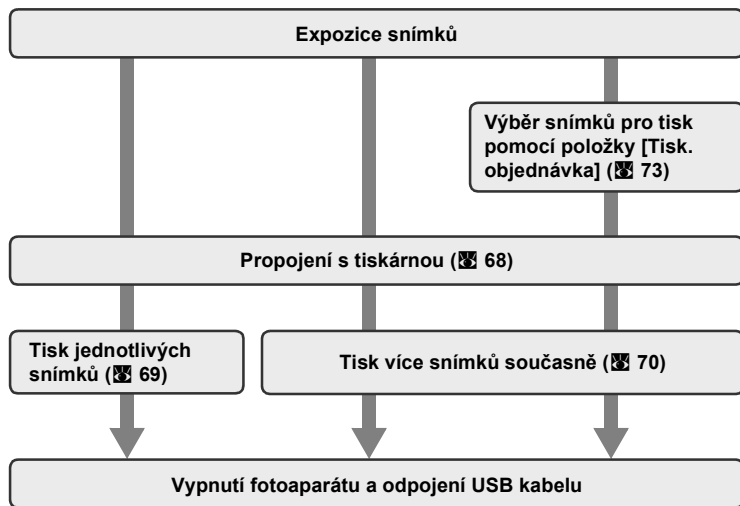 Expozice snímků
Výběr snímků pro tisk
pomocí položky [Tisk.
objednávka] (73)
Propojení s tiskárnou (68)
Tisk jednotlivých
snímků (69)
Tisk více snímků současně (70)
Vypnutí fotoaparátu a odpojení USB kabelu